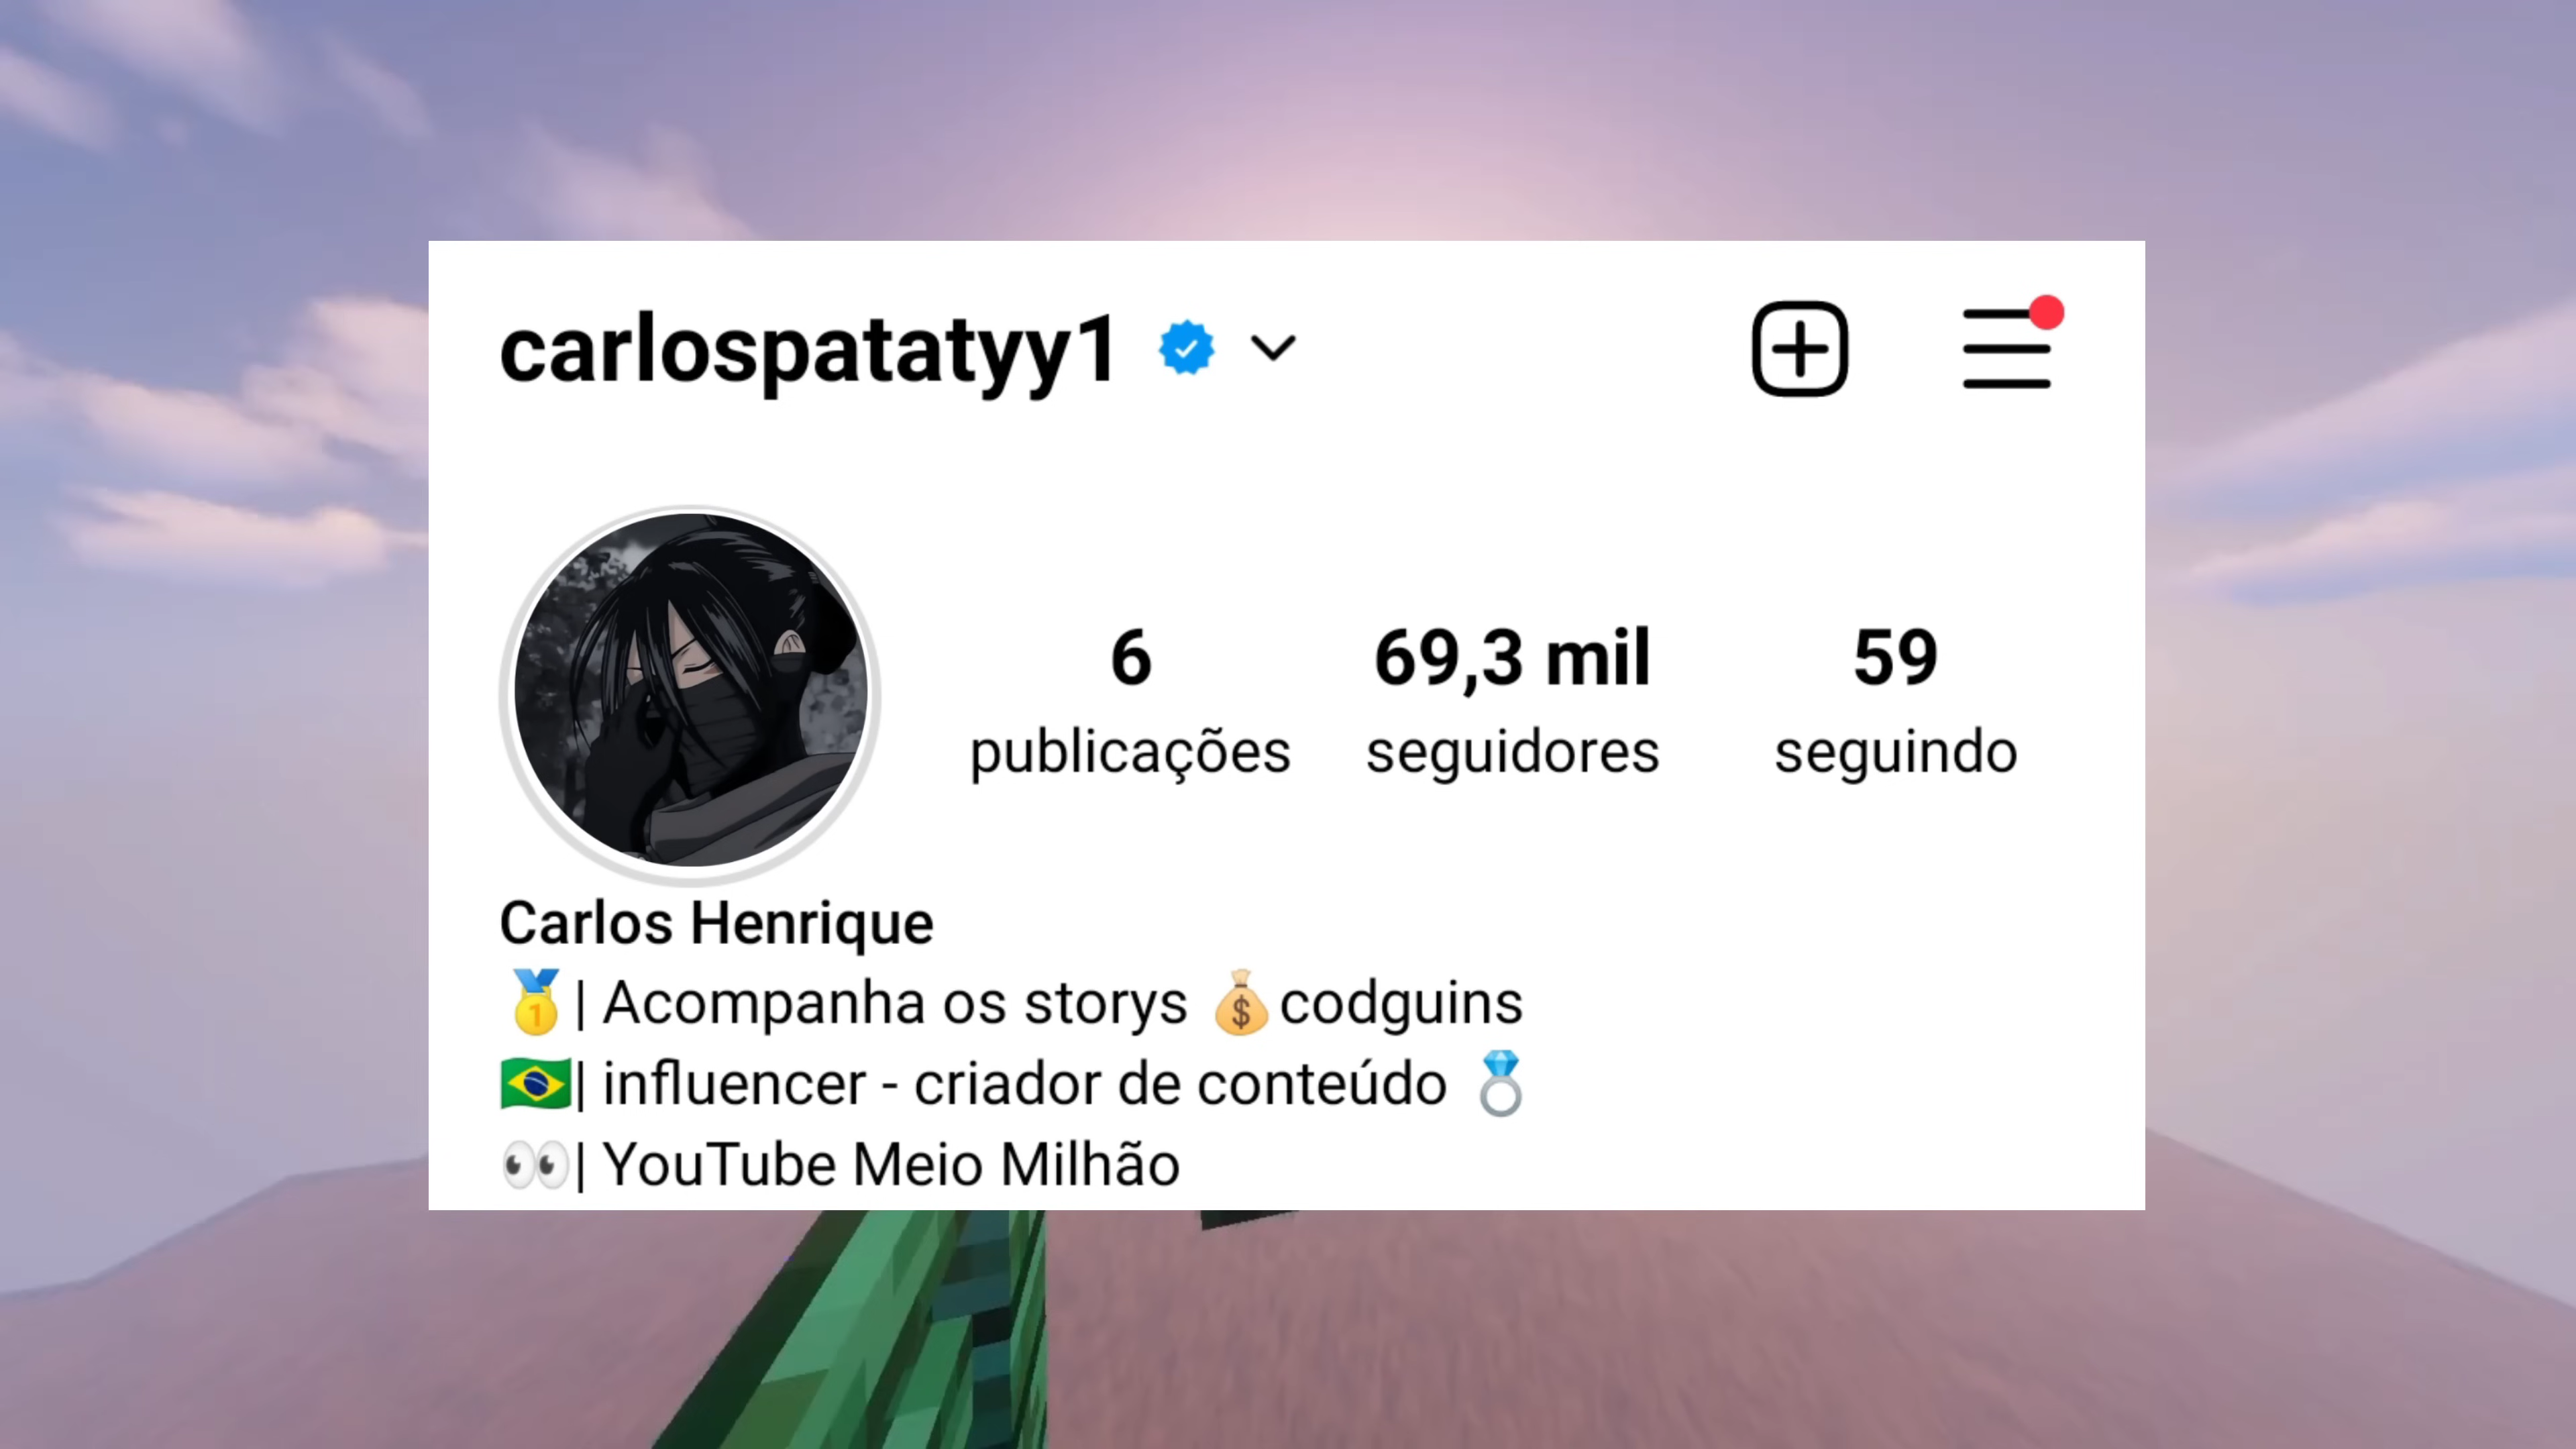 carlospatatyy1
6 69,3 mil 59
publicações seguidores seguindo
Carlos Henrique
🥇| Acompanha os storys 💰codguins
🇧🇷| influencer - criador de conteúdo 💍
👀| YouTube Meio Milhão